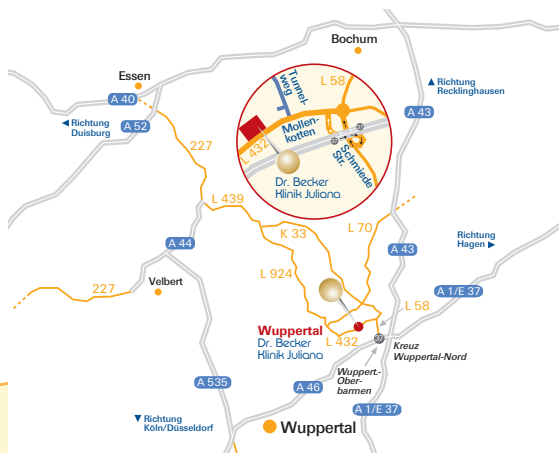 Bochum
Essen
L 58
Tunnel-
weg
Richtung
Recklinghausen
A 40
A 43
Richtung
Duisburg
A 52
Mollen-
kotten
37
37
227
L 432
Schmiede
Str.
Dr. Becker
Klinik Juliana
L 439
K 33
L 70
Richtung
Hagen
A 44
A 43
L 924
Velbert
227
A 1/E 37
L 58
Wuppertal
Dr. Becker
Klinik Juliana
L 432
37
Kreuz
Wuppertal-Nord
Wuppert.-
Ober-
barmen
A 535
A 46
A 1/E 37
Richtung
Köln/Düsseldorf
Wuppertal